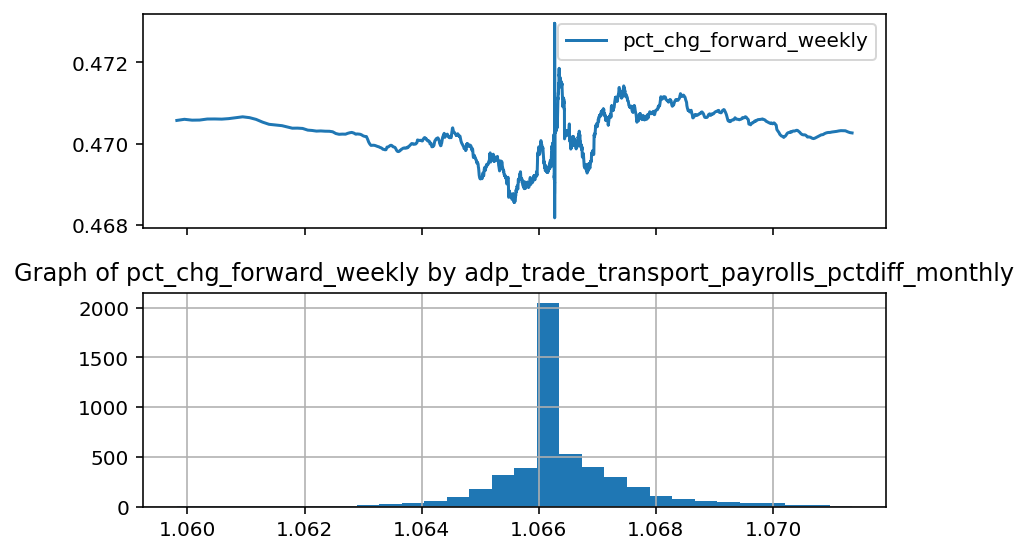 pct_chg_forward_weekly
0.472
0.470
0.468
Graph of pct_chg_forward_weekly by adp_trade_transport_payrolls_pctdiff_monthly
2000
1500
1000
500
0
1.060 1.062 1.064 1.066 1.068 1.070